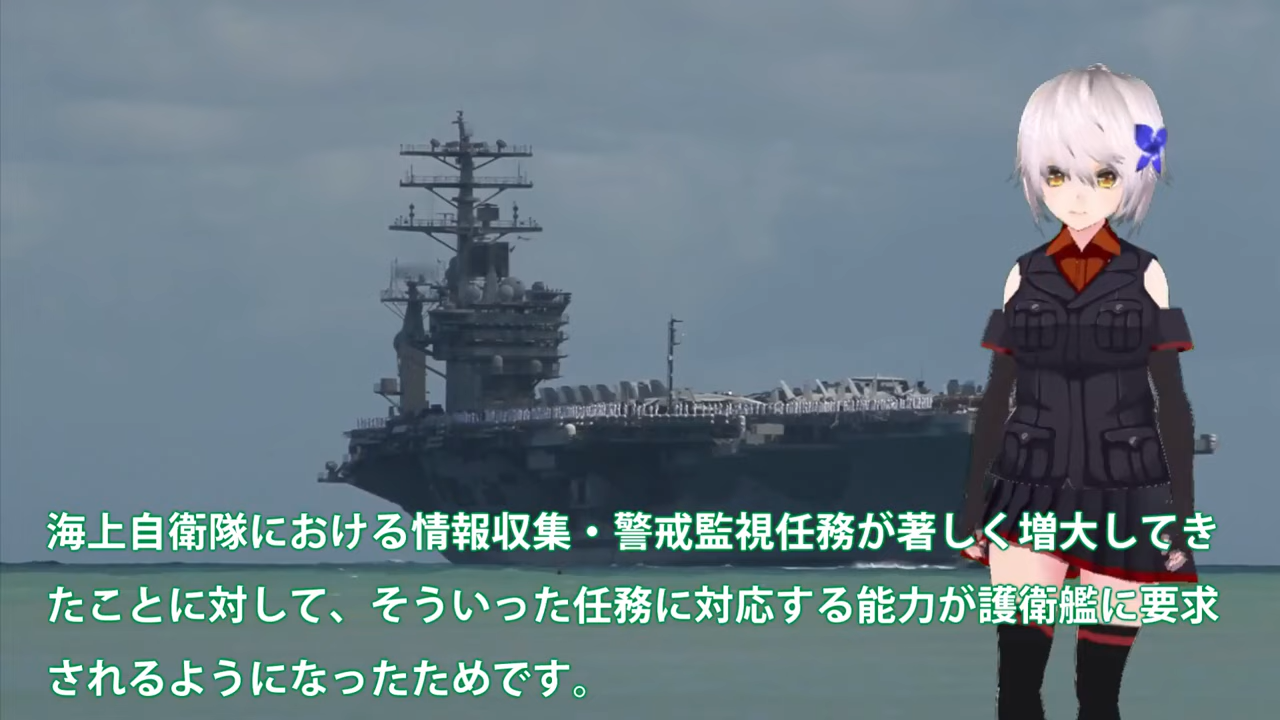 海上自衛隊における情報収集・警戒監視任務が著しく増大してき
たことに対して、そういった任務に対応する能力が護衛艦に要求
されるようになったためです。